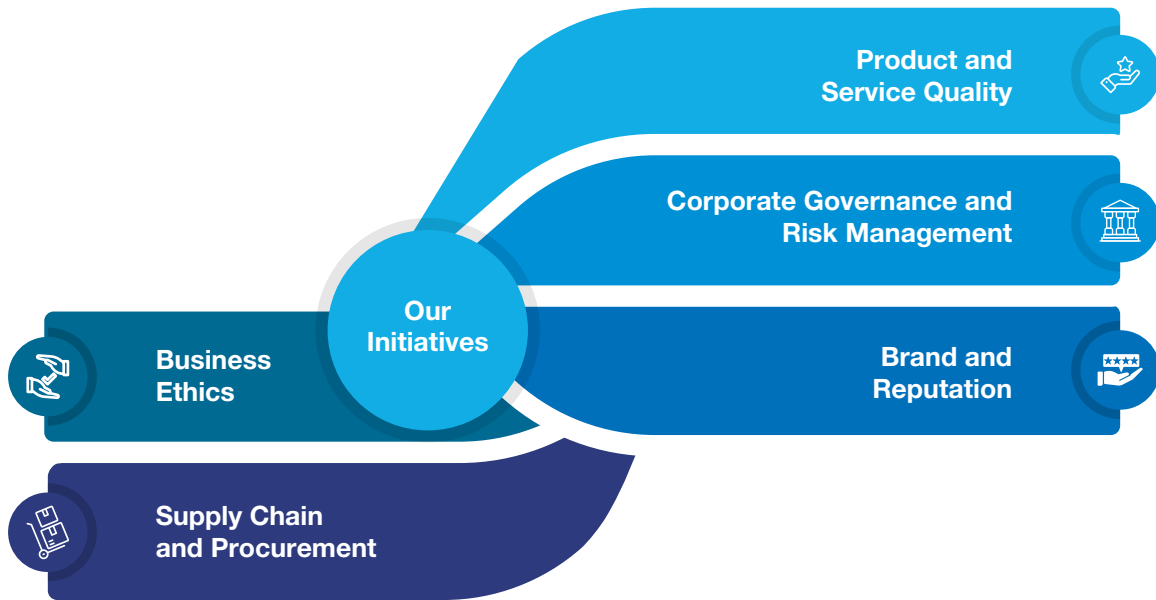 Product and
Service Quality
Corporate Governance and
Risk Management
Our
Initiatives
Brand and
Reputation
Business
Ethics
Supply Chain
and Procurement